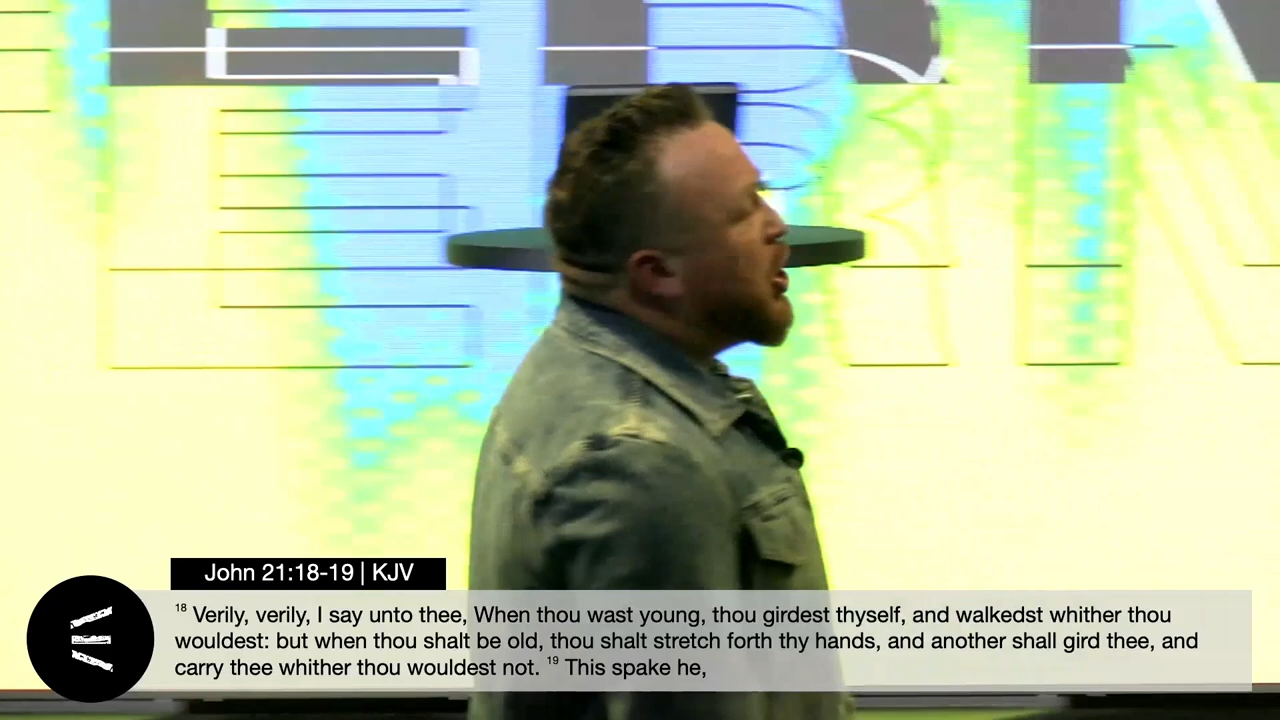 John 21:18-19 | KJV
18 Verily, verily, I say unto thee, When thou wast young, thou girdest thyself, and walkedst whither thou
wouldest: but when thou shalt be old, thou shalt stretch forth thy hands, and another shall gird thee, and
carry thee whither thou wouldest not. 19 This spake he,